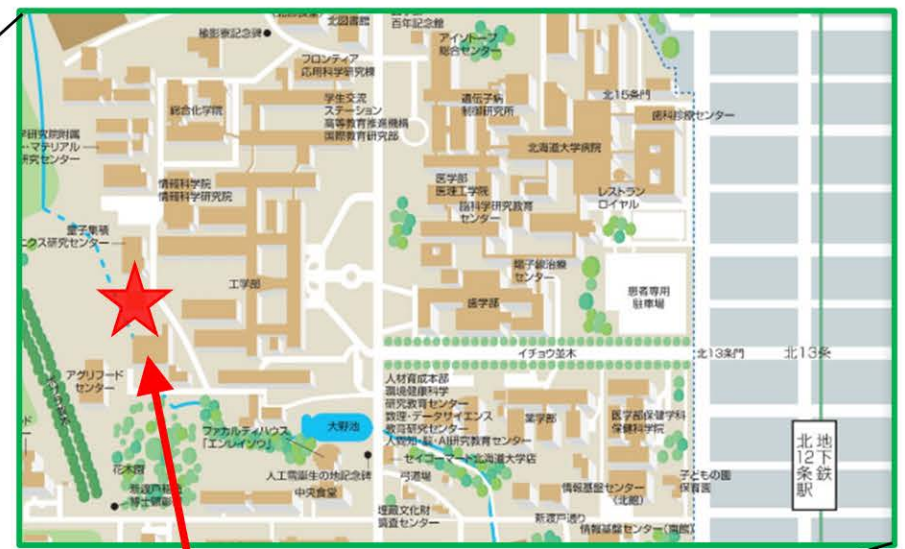 北図書館
百年記念館
楡影寮記念碑
アイソトープ
総合センター
フロンティア
応用科学研究棟
総合化学院
学生交流
ステーション
高等教育推進機構
国際教育研究部
遺伝子病
制御研究所
北15条門
歯科診療センター
北海道大学病院
学研究院附属
・マテリアル
研究センター
情報科学院
情報科学研究院
医学部
医理工学院
脳科学研究教育
センター
レストラン
ロイヤル
量子集積
クス研究センター
工学部
陽子線治療
センター
患者専用
駐車場
歯学部
イチョウ並木
北13条門
北13条
アグリフード
センター
人材育成本部
環境健康科学
研究教育センター
数理・データサイエンス
教育研究センター
人間知・脳・AI研究教育センター
薬学部
医学部保健学科
保健科学院
ファカルティハウス
「エンレイソウ」
大野池
セイコーマート北海道大学店
地下鉄
北12条駅
花木園
人工雪誕生の地記念碑
中央食堂
弓道場
情報基盤センター
(北館)
子どもの園
保育園
新渡戸稲造
博士顕彰碑
埋蔵文化財
調査センター
新渡戸通り
情報基盤センター(南館)